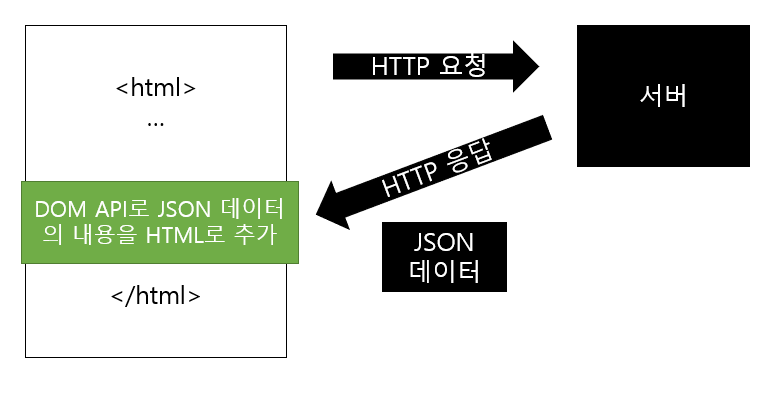 <html>
...
DOM API로 JSON 데이터
의 내용을 HTML로 추가
</html>
HTTP 요청
HTTP 응답
JSON
데이터
서버